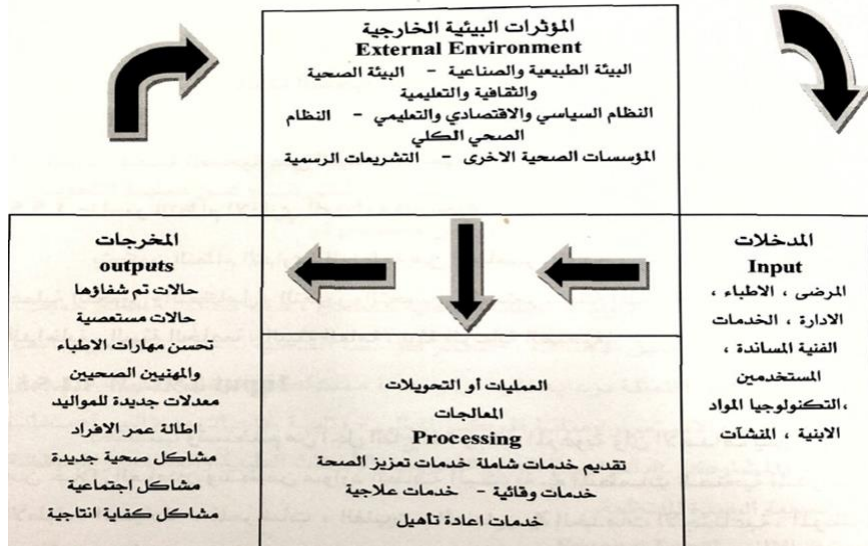 المؤثرات البيئية الخارجية
External Environment
البيئة الطبيعية والصناعية - البيئة الصحية
والثقافية والتعليمية
النظام السياسي والاقتصادي والتعليمي - النظام
الصحي الكلي
المؤسسات الصحية الاخرى - التشريعات الرسمية
المدخلات
Input
المرضى ، الاطباء ،
الادارة ، الخدمات
الفنية المساندة ،
المستخدمين
،التكنولوجيا المواد
الابنية ، المنشآت
العمليات أو التحويلات
المعالجات
Processing
تقديم خدمات شاملة خدمات تعزيز الصحة
خدمات وقائية - خدمات علاجية
خدمات اعادة تأهيل
المخرجات
outputs
حالات تم شفاؤها
حالات مستعصية
تحسن مهارات الاطباء
والمهنيين الصحيين
معدلات جديدة للمواليد
اطالة عمر الافراد
مشاكل صحية جديدة
مشاكل اجتماعية
مشاكل كفاية انتاجية